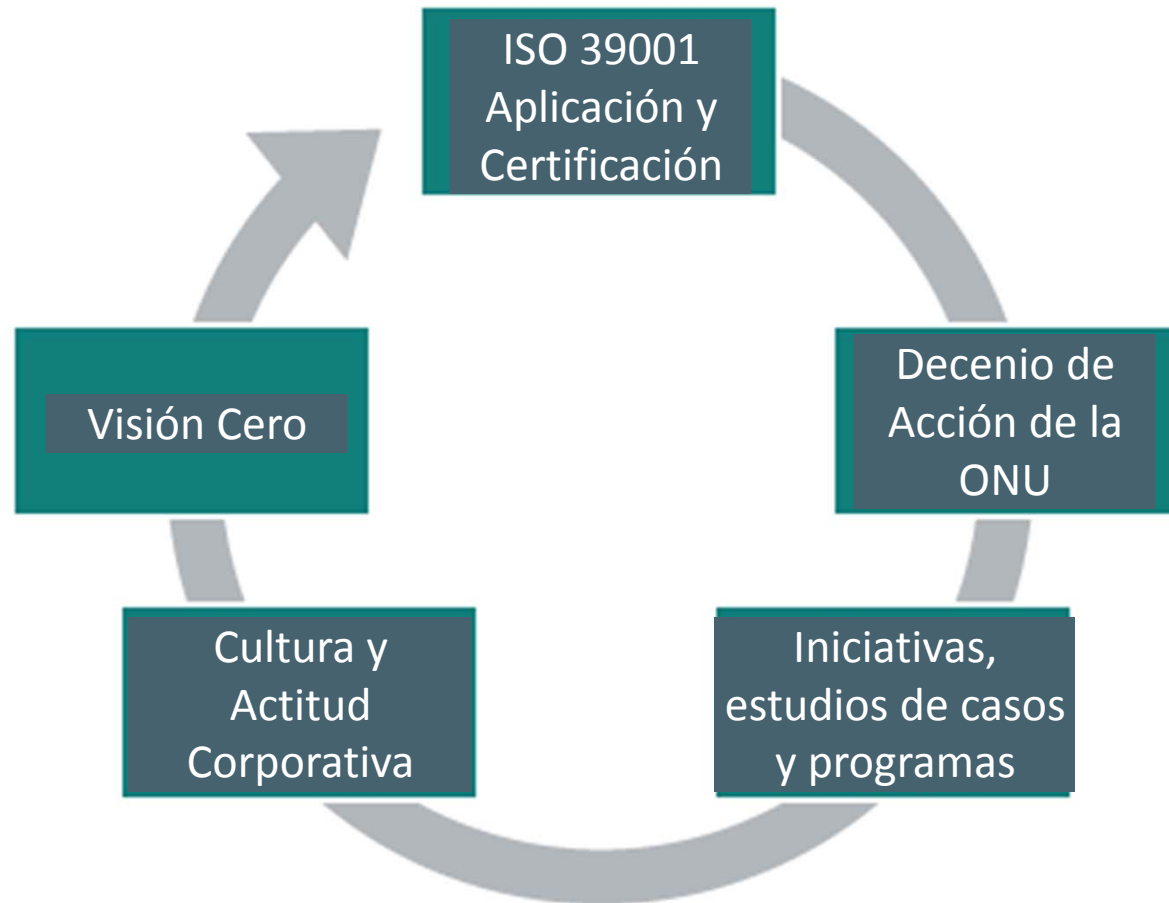 ISO 39001
Aplicación y
Certificación
Decenio de
Acción de la
ONU
Iniciativas,
estudios de casos
y programas
Cultura y
Actitud
Corporativa
Visión Cero